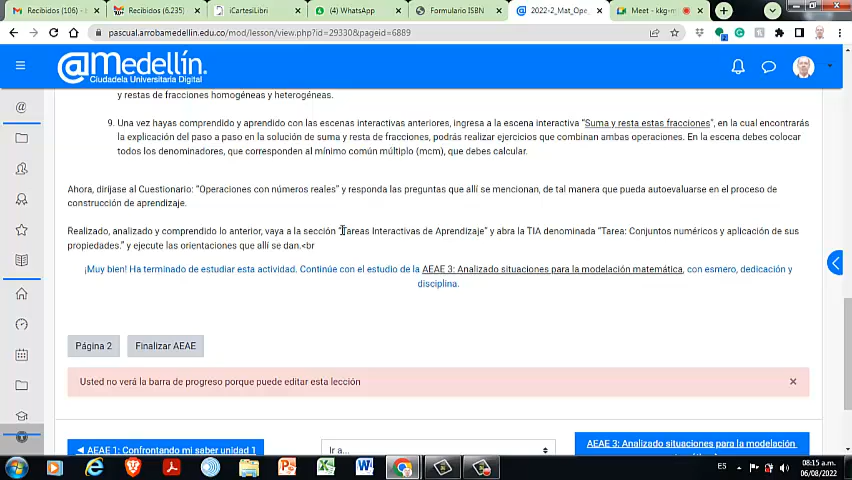 Recibidos (106) -
Recibidos (6.235)
iCartesiLibri
(4) WhatsApp
Formulario ISBN
2022-2_Mat_Ope
Meet - kkg-m
pascual.arrobamedellin.edu.co/mod/lesson/view.php?id=29330&pageid=6889
@Medellín.
Ciudadela Universitaria Digital
y restas de fracciones homogéneas y heterogéneas.
9. Una vez hayas comprendido y aprendido con las escenas interactivas anteriores, ingresa a la escena interactiva "Suma y resta estas fracciones", en la cual encontrarás
la explicación del paso a paso en la solución de suma y resta de fracciones, podrás realizar ejercicios que combinan ambas operaciones. En la escena debes colocar
todos los denominadores, que corresponden al mínimo común múltiplo (mcm), que debes calcular.
Ahora, diríjase al Cuestionario: "Operaciones con números reales" y responda las preguntas que allí se mencionan, de tal manera que pueda autoevaluarse en el proceso de
construcción de aprendizaje.
Realizado, analizado y comprendido lo anterior, vaya a la sección "Tareas Interactivas de Aprendizaje" y abra la TIA denominada "Tarea: Conjuntos numéricos y aplicación de sus
propiedades." y ejecute las orientaciones que allí se dan.<br
¡Muy bien! Ha terminado de estudiar esta actividad. Continúe con el estudio de la AEAE 3: Analizado situaciones para la modelación matemática, con esmero, dedicación y
disciplina.
Página 2
Finalizar AEAE
Usted no verá la barra de progreso porque puede editar esta lección
×
◄ AEAE 1: Confrontando mi saber unidad 1
Ir a...
AEAE 3: Analizado situaciones para la modelación
ES
08:15 a.m.
06/08/2022